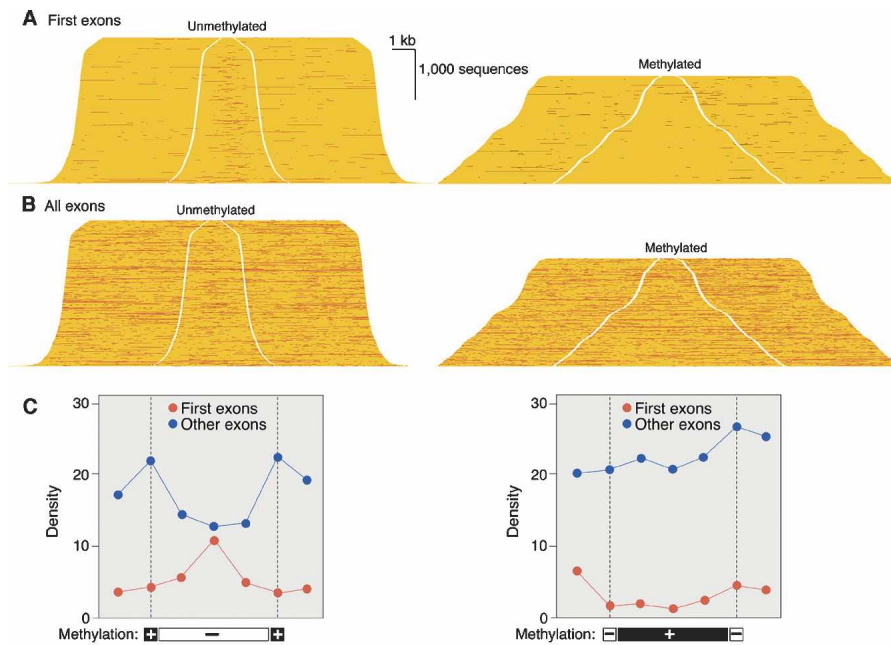 A First exons
Unmethylated
1 kb
1,000 sequences
Methylated
B All exons
Unmethylated
Methylated
C
30
20
10
0
Density
First exons
Other exons
Methylation: + − +
30
20
10
0
Density
First exons
Other exons
Methylation: − + −